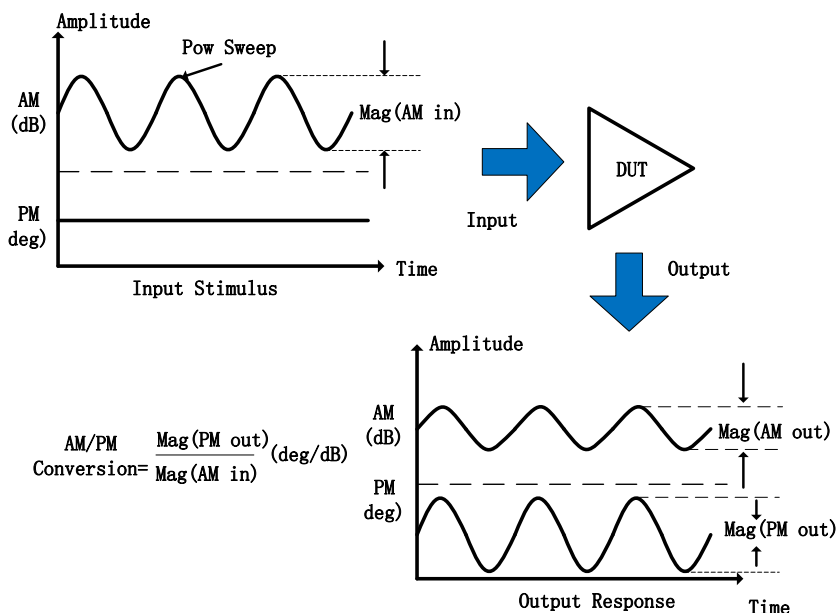 Amplitude
Pow Sweep
AM
(dB)
Mag(AM in)
PM
deg)
Time
Input Stimulus
Input
DUT
Output
Amplitude
AM
(dB)
Mag(AM out)
PM
deg)
Mag(PM out)
Output Response
Time
AM/PM
Conversion=
Mag(PM out)
Mag(AM in)
(deg/dB)